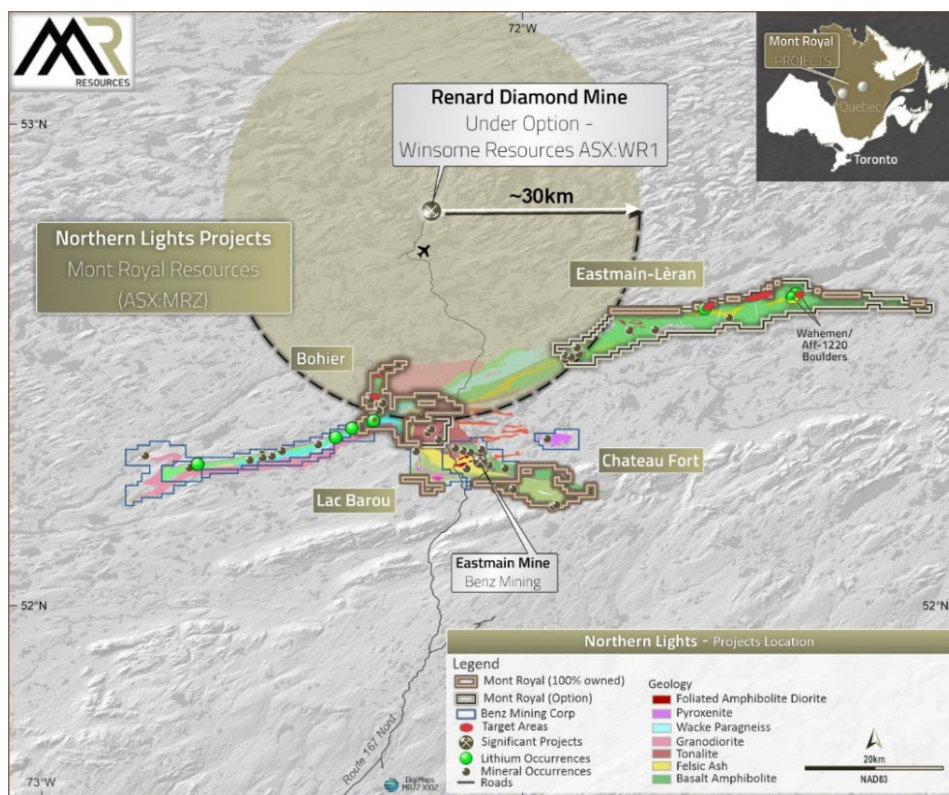 MR
RESOURCES
72°W
53°N
Mont Royal
PROJECTS
Quebec
Toronto
Renard Diamond Mine
Under Option -
Winsome Resources ASX:WR1
~30km
Northern Lights Projects
Mont Royal Resources
(ASX:MRZ)
Eastmain-Lèran
Wahemen/
Aff-1220
Boulders
Bohier
Chateau Fort
Lac Barou
Eastmain Mine
Benz Mining
52°N
52°N
Route 167 Nord
73°W
DigiMaps
MRZ23002
Northern Lights - Projects Location
Legend
Mont Royal (100% owned)
Mont Royal (Option)
Benz Mining Corp
Target Areas
Significant Projects
Lithium Occurrences
Mineral Occurrences
Roads
Geology
Foliated Amphibolite Diorite
Pyroxenite
Wacke Paragneiss
Granodiorite
Tonalite
Felsic Ash
Basalt Amphibolite
20km
NAD83